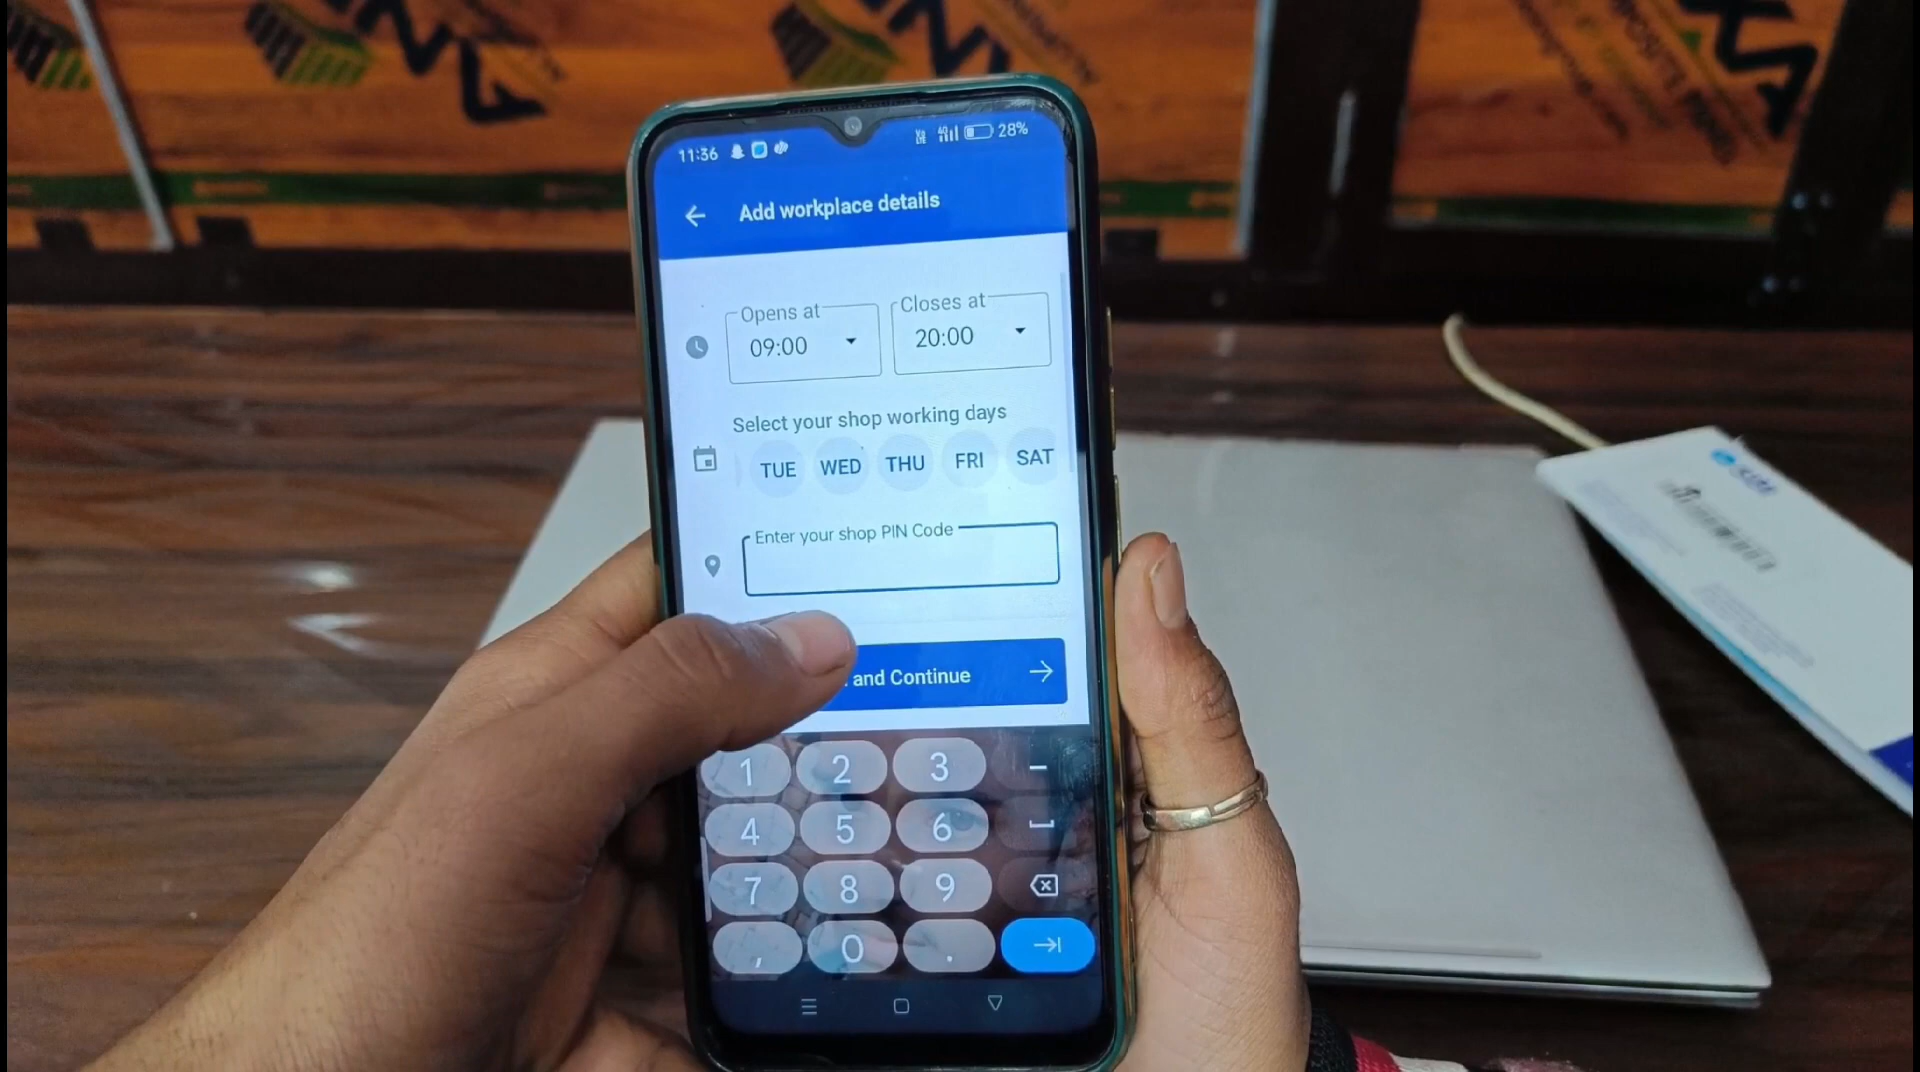 11:36
28%
Add workplace details
Opens at
Closes at
09:00
20:00
Select your shop working days
TUE WED THU FRI SAT
Enter your shop PIN Code
and Continue
1 2 3 -
4 5 6
7 8 9
, 0 .